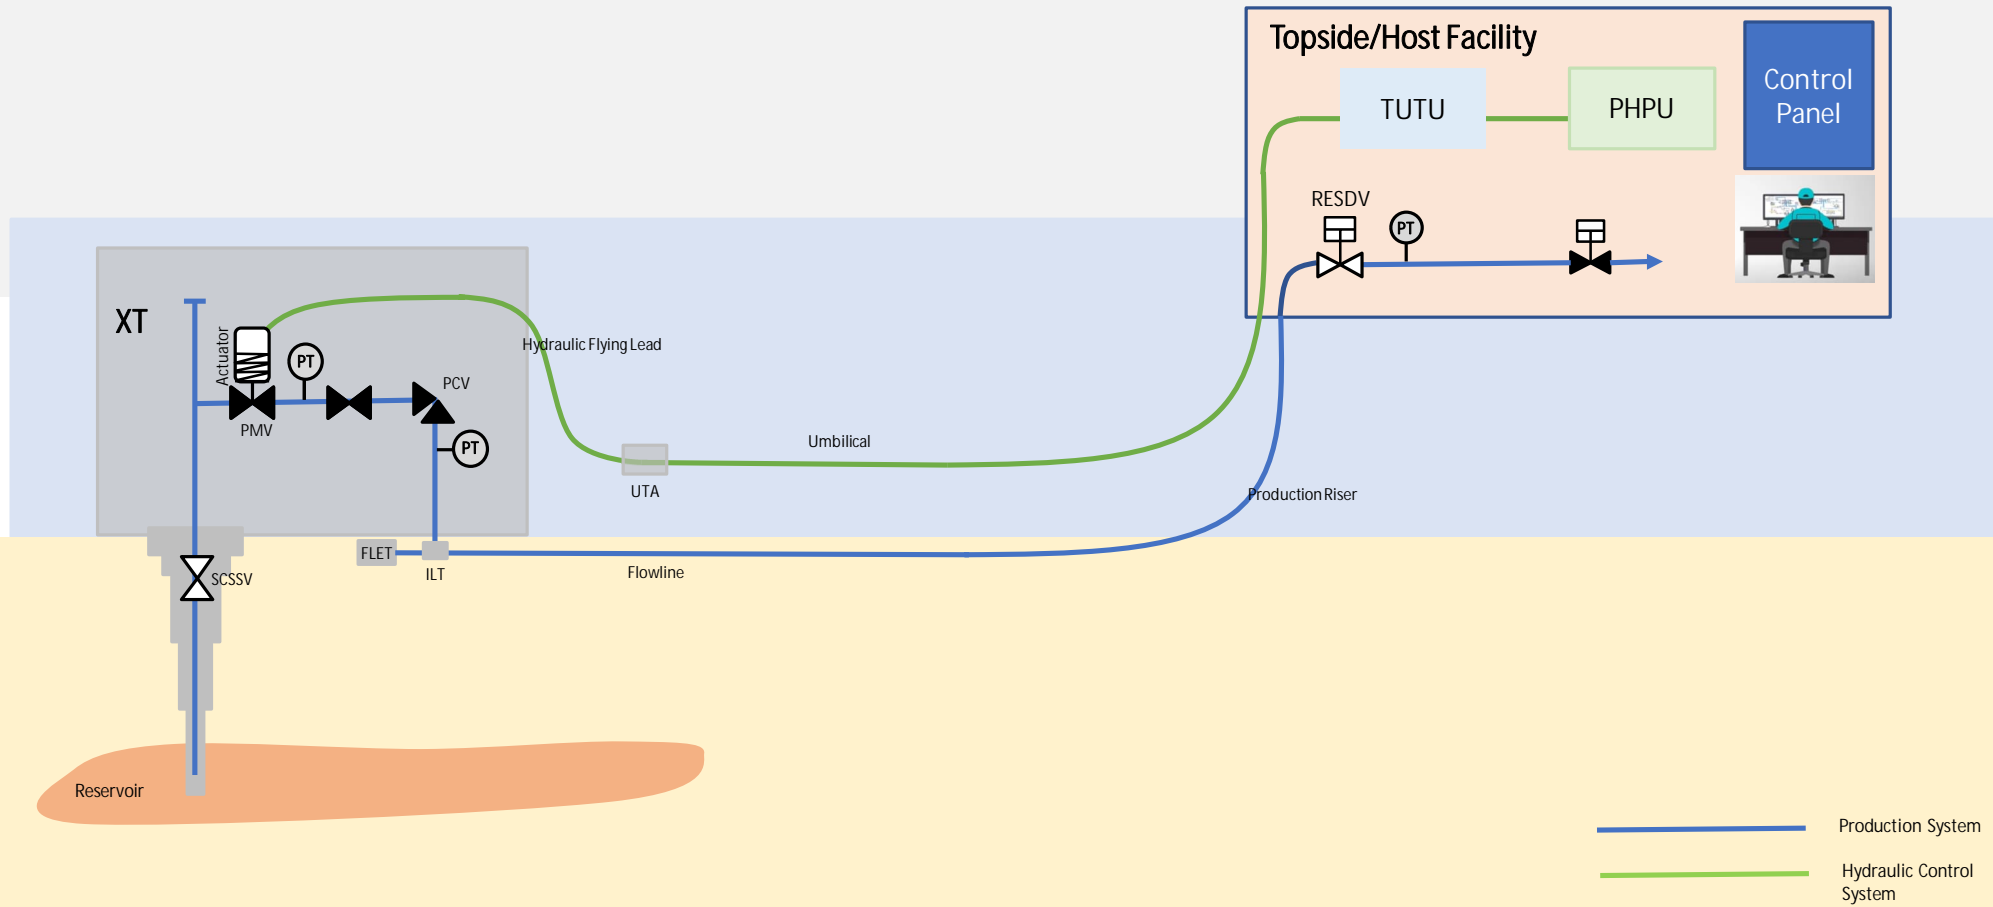 Topside/Host Facility
TUTU
PHPU
Control
Panel
RESDV
PT
XT
Actuator
PT
PMV
PCV
PT
Hydraulic Flying Lead
Umbilical
UTA
Production Riser
FLET
ILT
Flowline
SCSSV
Reservoir
Production System
Hydraulic Control
System